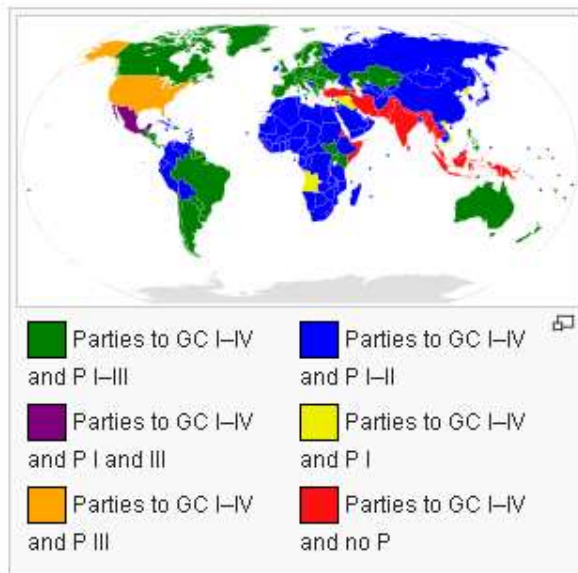 Parties to GC I–IV
and P I–III
Parties to GC I–IV
and P I–II
Parties to GC I–IV
and P I and III
Parties to GC I–IV
and P I
Parties to GC I–IV
and P III
Parties to GC I–IV
and no P